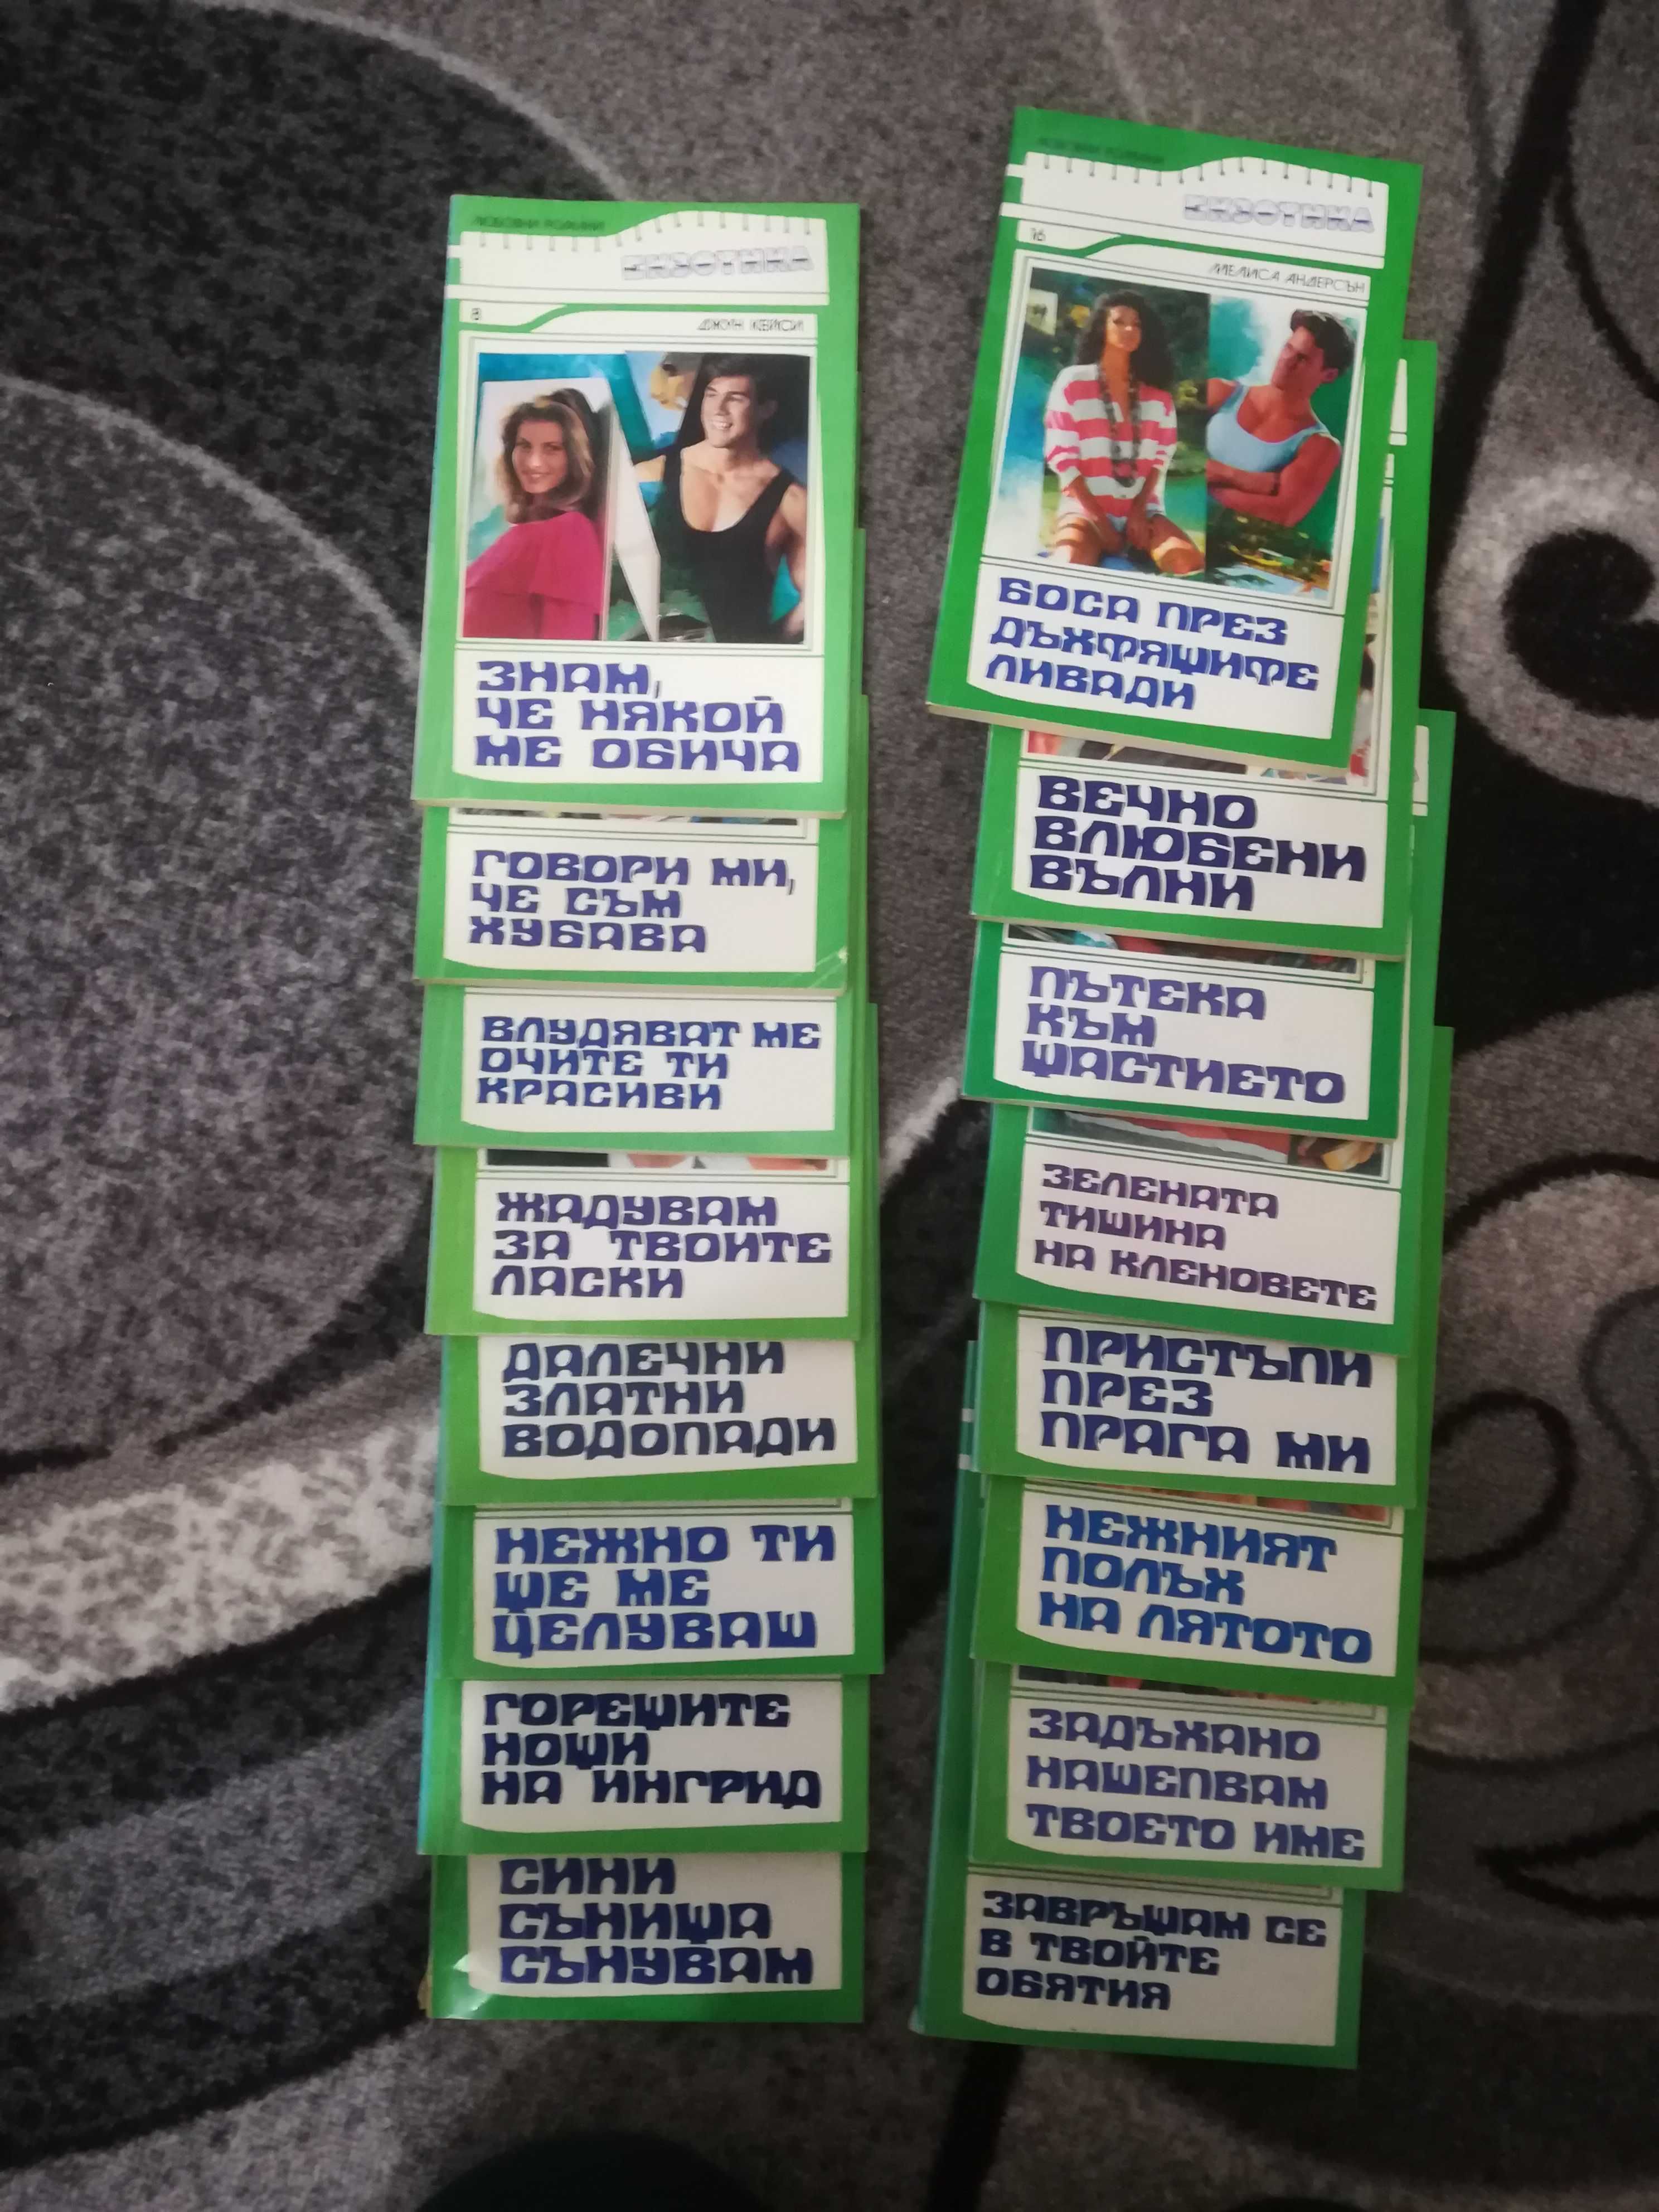 ЛЮБОВНИ РОМАНИ
ЕКЗОТИКА
8
ДЖУН КЕЙСИ
ЗНАМ,
ЧЕ НЯКОЙ
МЕ ОБИЧА
ГОВОРИ МИ,
ЧЕ СЪМ
ХУБАВА
ВЛУДЯВАТ МЕ
ОЧИТЕ ТИ
КРАСИВИ
ЖАДУВАМ
ЗА ТВОИТЕ
ЛАСКИ
ДАЛЕЧНИ
ЗЛАТНИ
ВОДОПАДИ
НЕЖНО ТИ
ЩЕ МЕ
ЦЕЛУВАШ
ГОРЕЩИТЕ
НОЩИ
НА ИНГРИД
СИНИ
СЪНИЩА
СЪНУВАМ
ЛЮБОВНИ РОМАНИ
ЕКЗОТИКА
16
МЕЛИСА АНДЕРСЪН
БОСА ПРЕЗ
ДЪХТЯЩИТЕ
ЛИВАДИ
ВЕЧНО
ВЛЮБЕНИ
ВЪЛНИ
ПЪТЕКА
КЪМ
ЩАСТИЕТО
ЗЕЛЕНАТА
ТИШИНА
НА КЛЕНОВЕТЕ
ПРИСТЪПИ
ПРЕЗ
ПРАГА МИ
НЕЖНИЯТ
ПОЛЪХ
НА ЛЯТОТО
ЗАДЪХАНО
НАШЕПВАМ
ТВОЕТО ИМЕ
ЗАВРЪЩАМ СЕ
В ТВОЙТЕ
ОБЯТИЯ